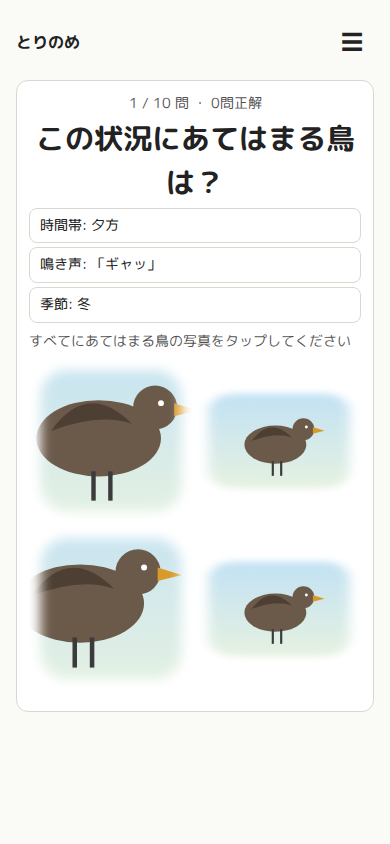 とりのめ
1 / 10 問 · 0問正解
この状況にあてはまる鳥
は？
時間帯: 夕方
鳴き声: 「ギャッ」
季節: 冬
すべてにあてはまる鳥の写真をタップしてください